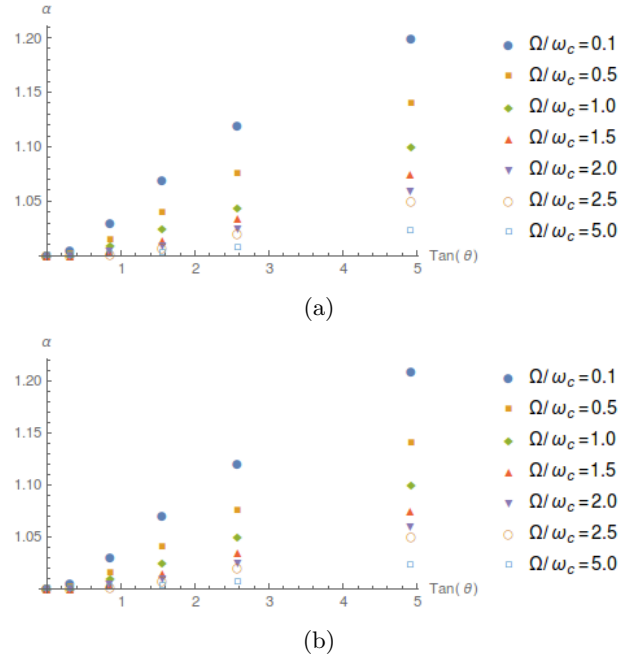 α
1.20
1.15
1.10
1.05
1 2 3 4 5
Tan( θ)
Ω/ω_c=0.1
Ω/ω_c=0.5
Ω/ω_c=1.0
Ω/ω_c=1.5
Ω/ω_c=2.0
Ω/ω_c=2.5
Ω/ω_c=5.0
(a)
α
1.20
1.15
1.10
1.05
1 2 3 4 5
Tan( θ)
Ω/ω_c=0.1
Ω/ω_c=0.5
Ω/ω_c=1.0
Ω/ω_c=1.5
Ω/ω_c=2.0
Ω/ω_c=2.5
Ω/ω_c=5.0
(b)